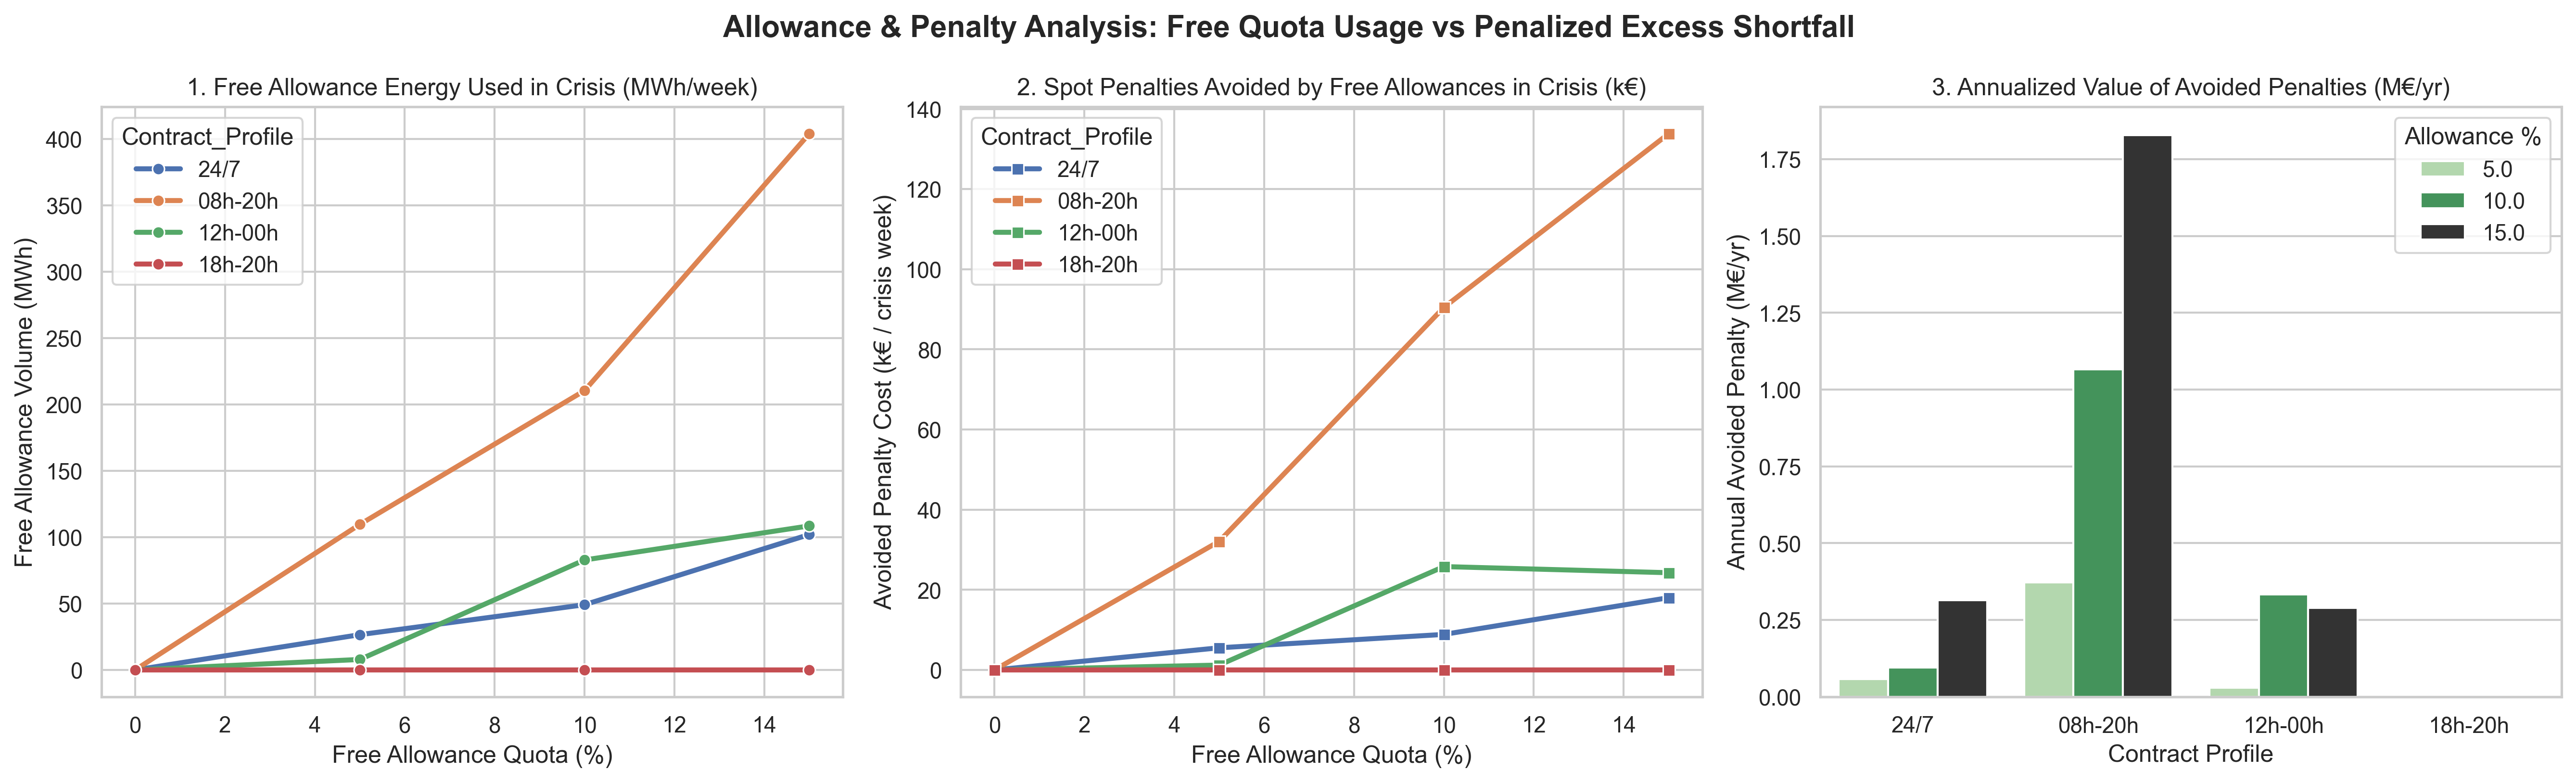 Allowance & Penalty Analysis: Free Quota Usage vs Penalized Excess Shortfall
1. Free Allowance Energy Used in Crisis (MWh/week)
Free Allowance Volume (MWh)
400
350
300
250
200
150
100
50
0
Contract_Profile
24/7
08h-20h
12h-00h
18h-20h
0 2 4 6 8 10 12 14
Free Allowance Quota (%)
2. Spot Penalties Avoided by Free Allowances in Crisis (k€)
Avoided Penalty Cost (k€ / crisis week)
140
120
100
80
60
40
20
0
Contract_Profile
24/7
08h-20h
12h-00h
18h-20h
0 2 4 6 8 10 12 14
Free Allowance Quota (%)
3. Annualized Value of Avoided Penalties (M€/yr)
Annual Avoided Penalty (M€/yr)
1.75
1.50
1.25
1.00
0.75
0.50
0.25
0.00
Allowance %
5.0
10.0
15.0
24/7 08h-20h 12h-00h 18h-20h
Contract Profile